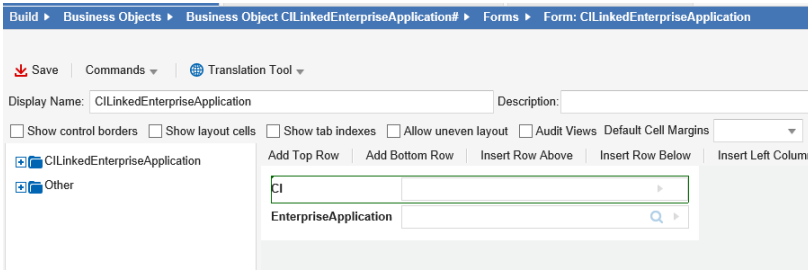 Build Business Objects Business Object CILinkedEnterpriseApplication# Forms Form: CILinkedEnterpriseApplication
Save Commands Translation Tool
Display Name: CILinkedEnterpriseApplication Description:
Show control borders Show layout cells Show tab indexes Allow uneven layout Audit Views Default Cell Margins
CILinkedEnterpriseApplication Add Top Row Add Bottom Row Insert Row Above Insert Row Below Insert Left Colum
Other CI
EnterpriseApplication